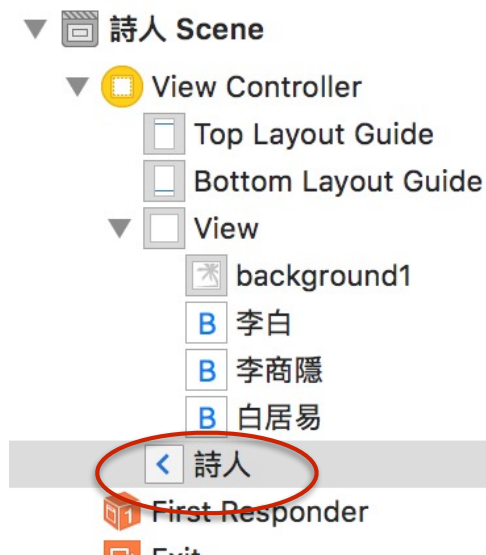 詩人 Scene
View Controller
Top Layout Guide
Bottom Layout Guide
View
background1
B 李白
B 李商隱
B 白居易
詩人
First Responder
Exit